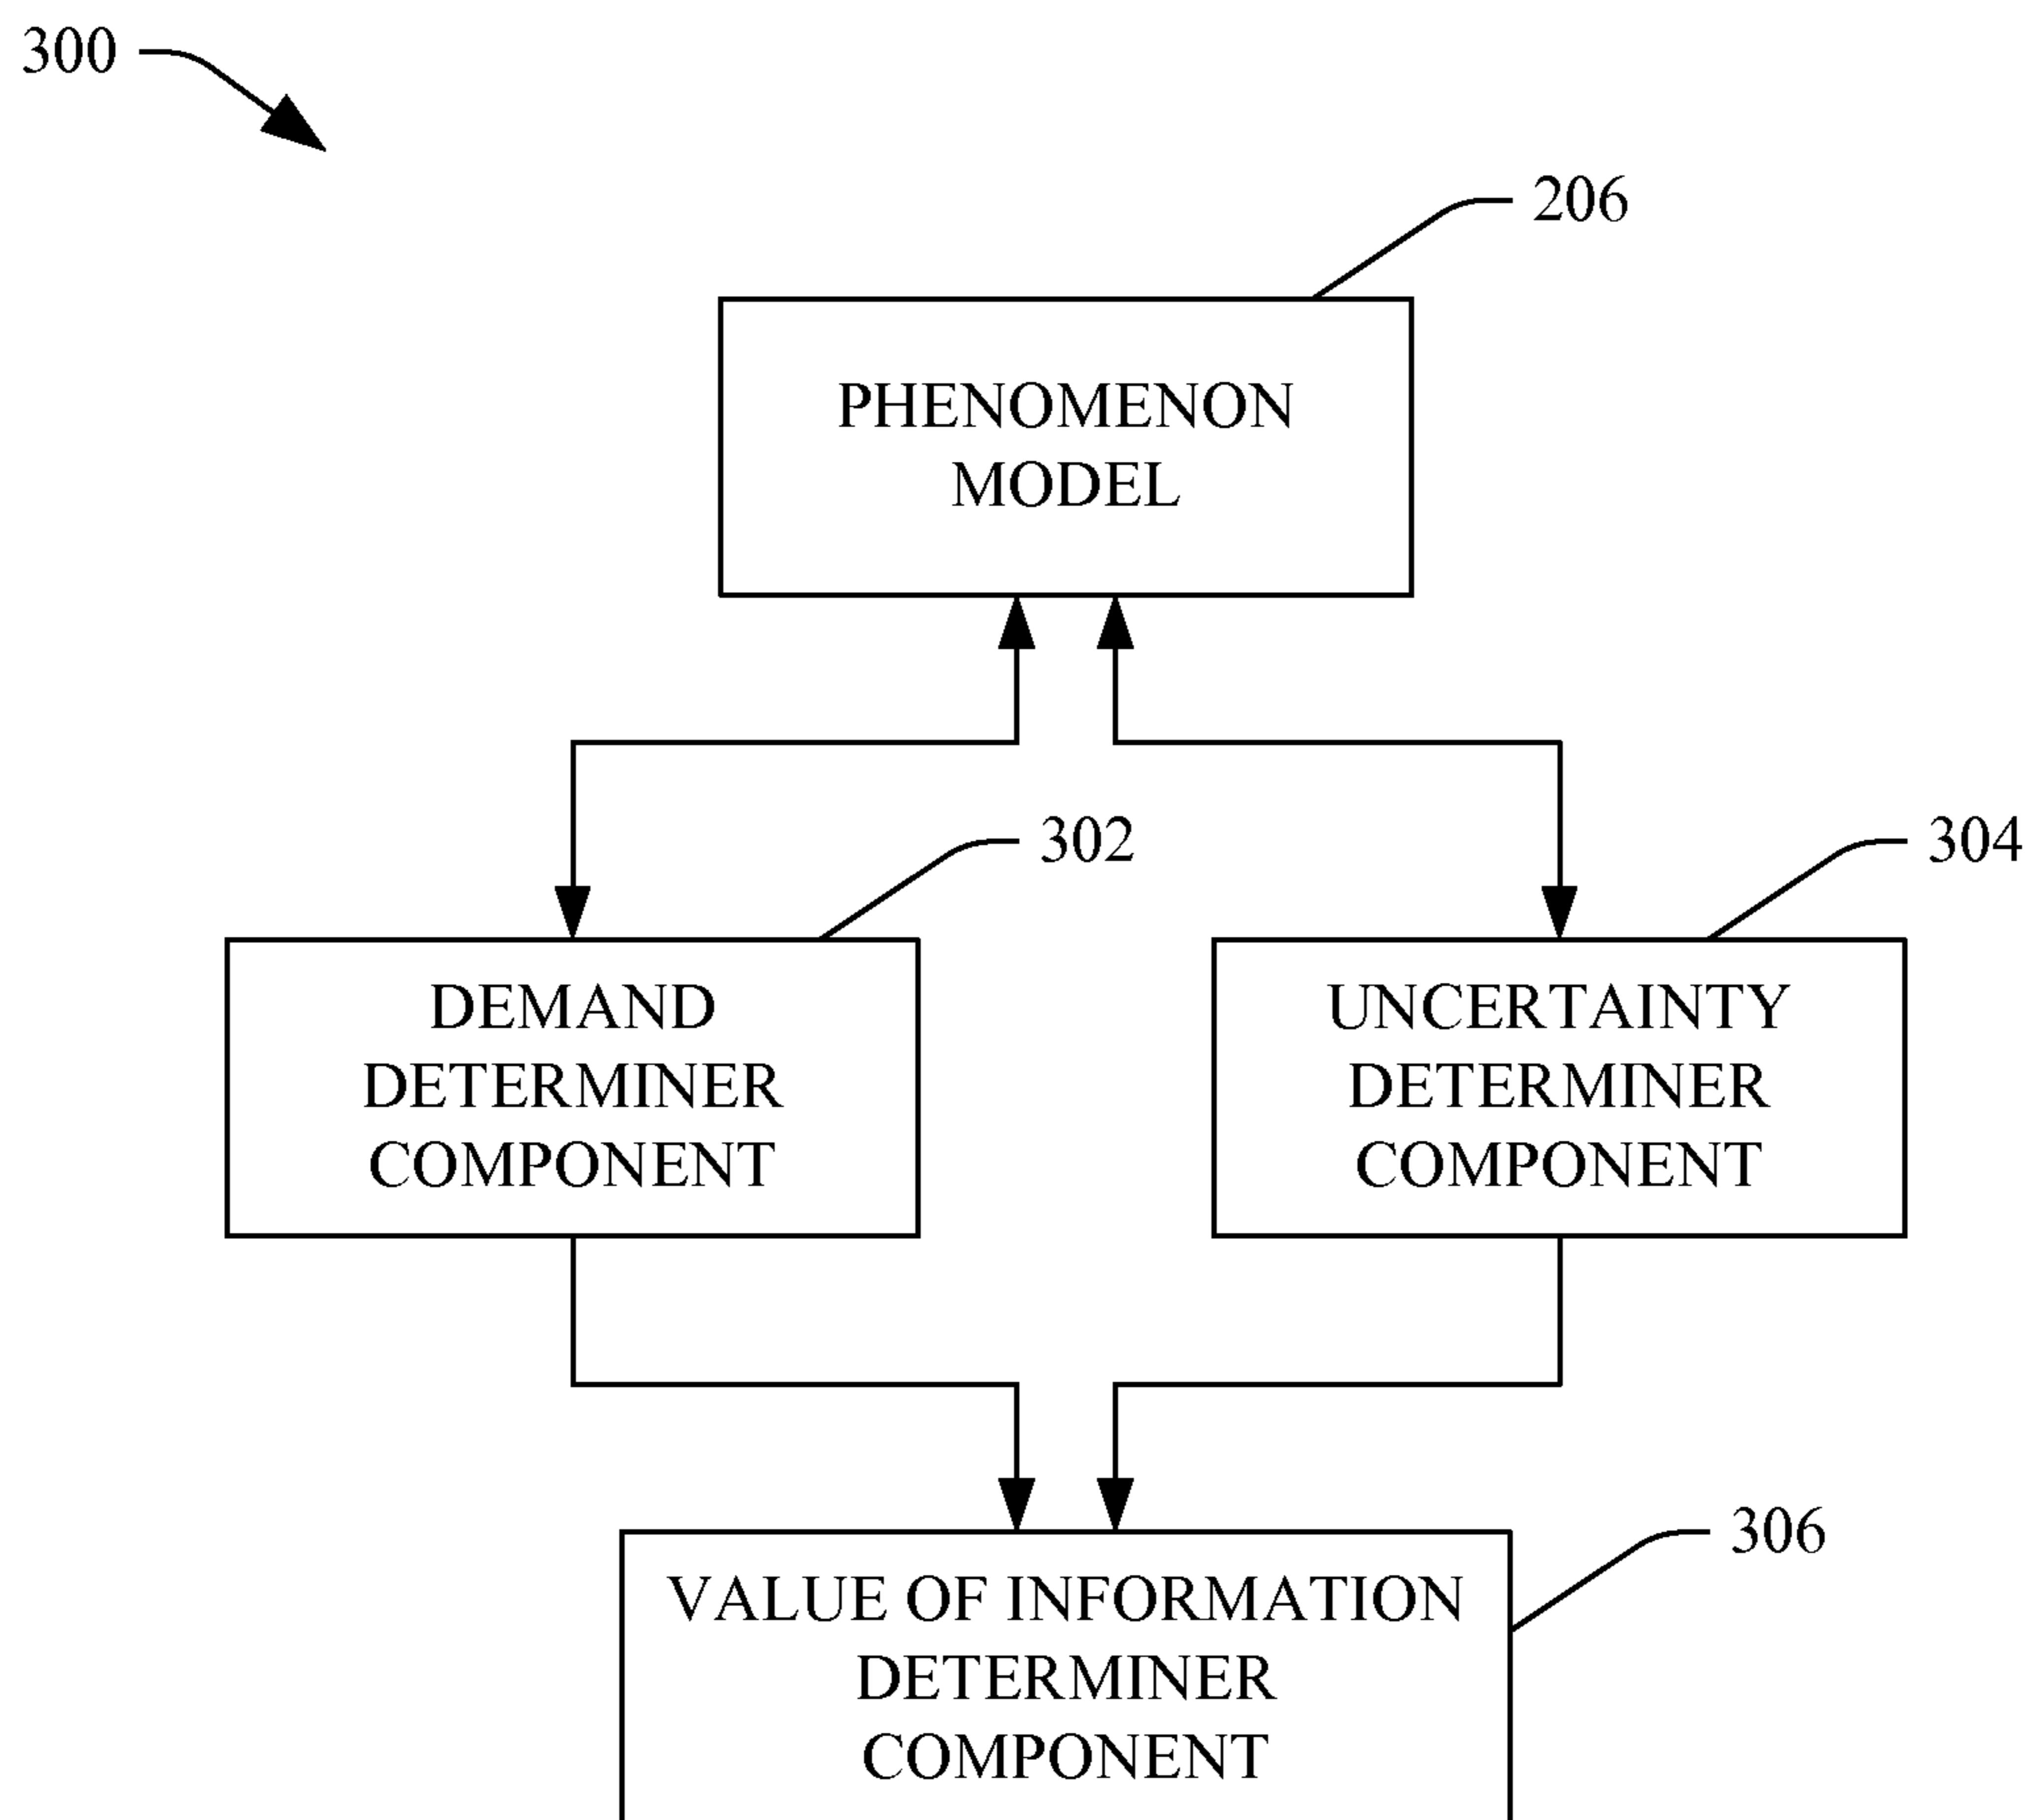 300
206
PHENOMENON
MODEL
302
304
DEMAND
DETERMINER
COMPONENT
UNCERTAINTY
DETERMINER
COMPONENT
306
VALUE OF INFORMATION
DETERMINER
COMPONENT